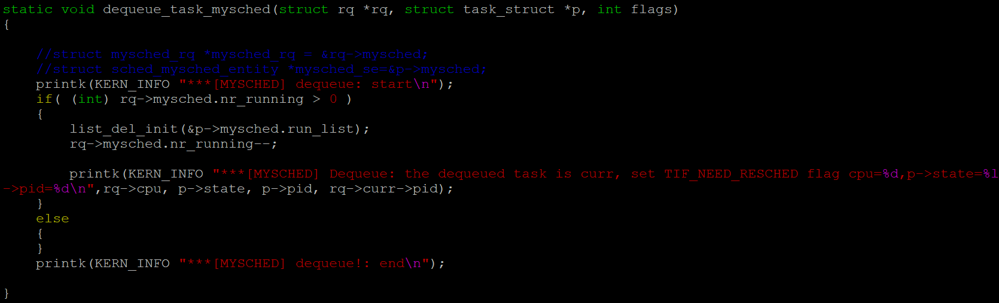 static void dequeue_task_mysched(struct rq *rq, struct task_struct *p, int flags)
{
    //struct mysched_rq *mysched_rq = &rq->mysched;
    //struct sched_mysched_entity *mysched_se=&p->mysched;
    printk(KERN_INFO "***[MYSCHED] dequeue: start\n");
    if( (int) rq->mysched.nr_running > 0 )
    {
        list_del_init(&p->mysched.run_list);
        rq->mysched.nr_running--;
        printk(KERN_INFO "***[MYSCHED] Dequeue: the dequeued task is curr, set TIF_NEED_RESCHED flag cpu=%d,p->state=%l
->pid=%d\n",rq->cpu, p->state, p->pid, rq->curr->pid);
    }
    else
    {
    }
    printk(KERN_INFO "***[MYSCHED] dequeue!: end\n");
}